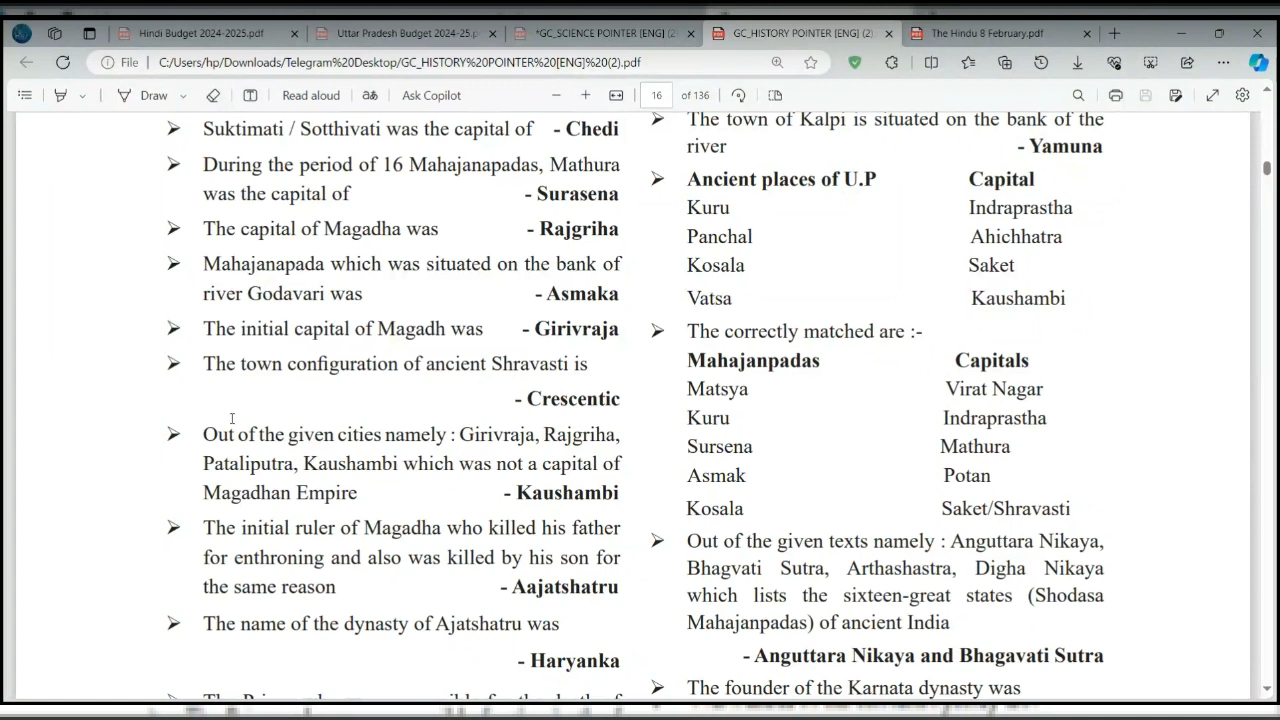 Hindi Budget 2024-2025.pdf
Uttar Pradesh Budget 2024-25.p
*GC_SCIENCE POINTER [ENG] (2)
GC_HISTORY POINTER [ENG] (2).
The Hindu 8 February.pdf
File
C:/Users/hp/Downloads/Telegram%20Desktop/GC_HISTORY%20POINTER%20[ENG]%20(2).pdf
Draw
Read aloud
Ask Copilot
16 of 136
Suktimati / Sotthivati was the capital of - Chedi
During the period of 16 Mahajanapadas, Mathura
was the capital of - Surasena
The capital of Magadha was - Rajgriha
Mahajanapada which was situated on the bank of
river Godavari was - Asmaka
The initial capital of Magadh was - Girivraja
The town configuration of ancient Shravasti is
- Crescentic
Out of the given cities namely : Girivraja, Rajgriha,
Pataliputra, Kaushambi which was not a capital of
Magadhan Empire - Kaushambi
The initial ruler of Magadha who killed his father
for enthroning and also was killed by his son for
the same reason - Aajatshatru
The name of the dynasty of Ajatshatru was
- Haryanka
The town of Kalpi is situated on the bank of the
river - Yamuna
Ancient places of U.P Capital
Kuru Indraprastha
Panchal Ahichhatra
Kosala Saket
Vatsa Kaushambi
The correctly matched are :-
Mahajanpadas Capitals
Matsya Virat Nagar
Kuru Indraprastha
Sursena Mathura
Asmak Potan
Kosala Saket/Shravasti
Out of the given texts namely : Anguttara Nikaya,
Bhagvati Sutra, Arthashastra, Digha Nikaya
which lists the sixteen-great states (Shodasa
Mahajanpadas) of ancient India
- Anguttara Nikaya and Bhagavati Sutra
The founder of the Karnata dynasty was